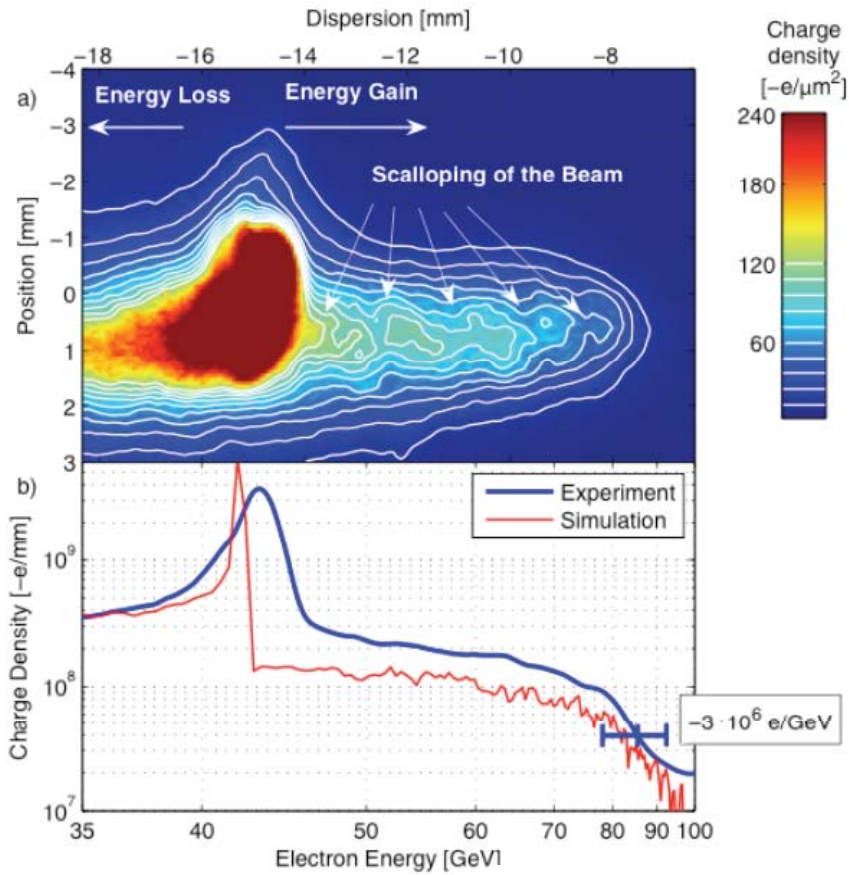 Dispersion [mm]
−18 −16 −14 −12 −10 −8
Charge
density
[−e/µm²]
a)
Energy Loss Energy Gain
Scalloping of the Beam
Position [mm]
−4
−3
−2
−1
0
1
2
3
240
180
120
60
b)
Experiment
Simulation
Charge Density [−e/mm]
10⁹
10⁸
10⁷
−3 · 10⁶ e/GeV
35 40 50 60 70 80 90 100
Electron Energy [GeV]